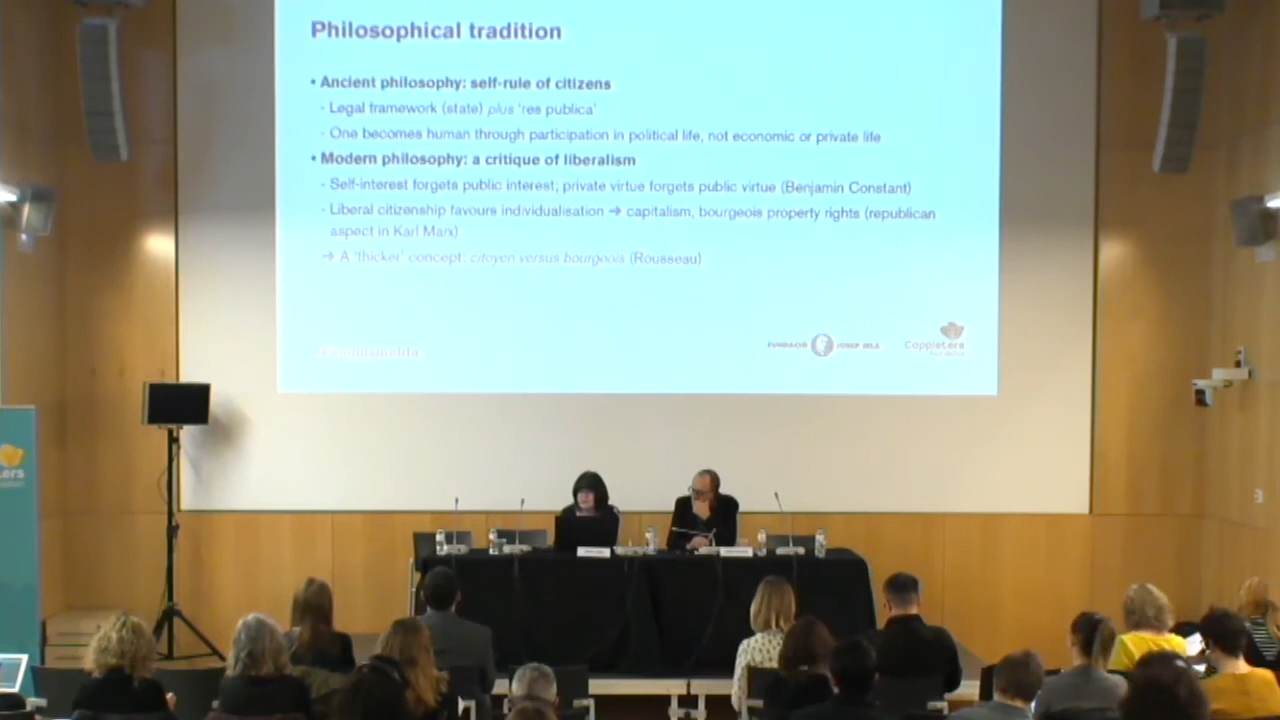 Philosophical tradition
• Ancient philosophy: self-rule of citizens
- Legal framework (state) plus 'res publica'
- One becomes human through participation in political life, not economic or private life
• Modern philosophy: a critique of liberalism
- Self-interest forgets public interest; private virtue forgets public virtue (Benjamin Constant)
- Liberal citizenship favours individualisation → capitalism, bourgeois property rights (republican
aspect in Karl Marx)
→ A 'thicker' concept: citoyen versus bourgeois (Rousseau)
FUNDACIÓ JOSEP IRLA
Coppieters